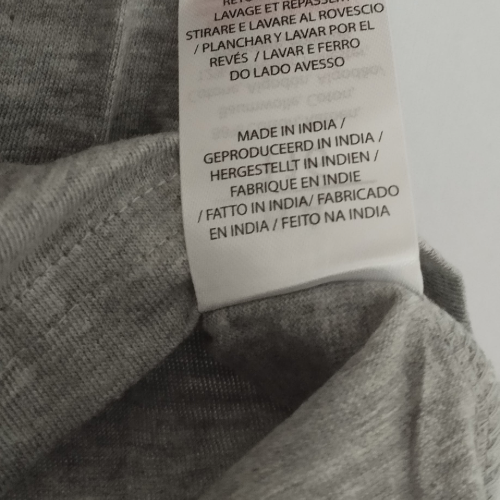 LAVAGE ET REPASSE
STIRARE E LAVARE AL ROVESCIO
/ PLANCHAR Y LAVAR POR EL
REVÉS / LAVAR E FERRO
DO LADO AVESSO
MADE IN INDIA /
GEPRODUCEERD IN INDIA /
HERGESTELLT IN INDIEN /
FABRIQUE EN INDIE
/ FATTO IN INDIA/ FABRICADO
EN INDIA / FEITO NA INDIA